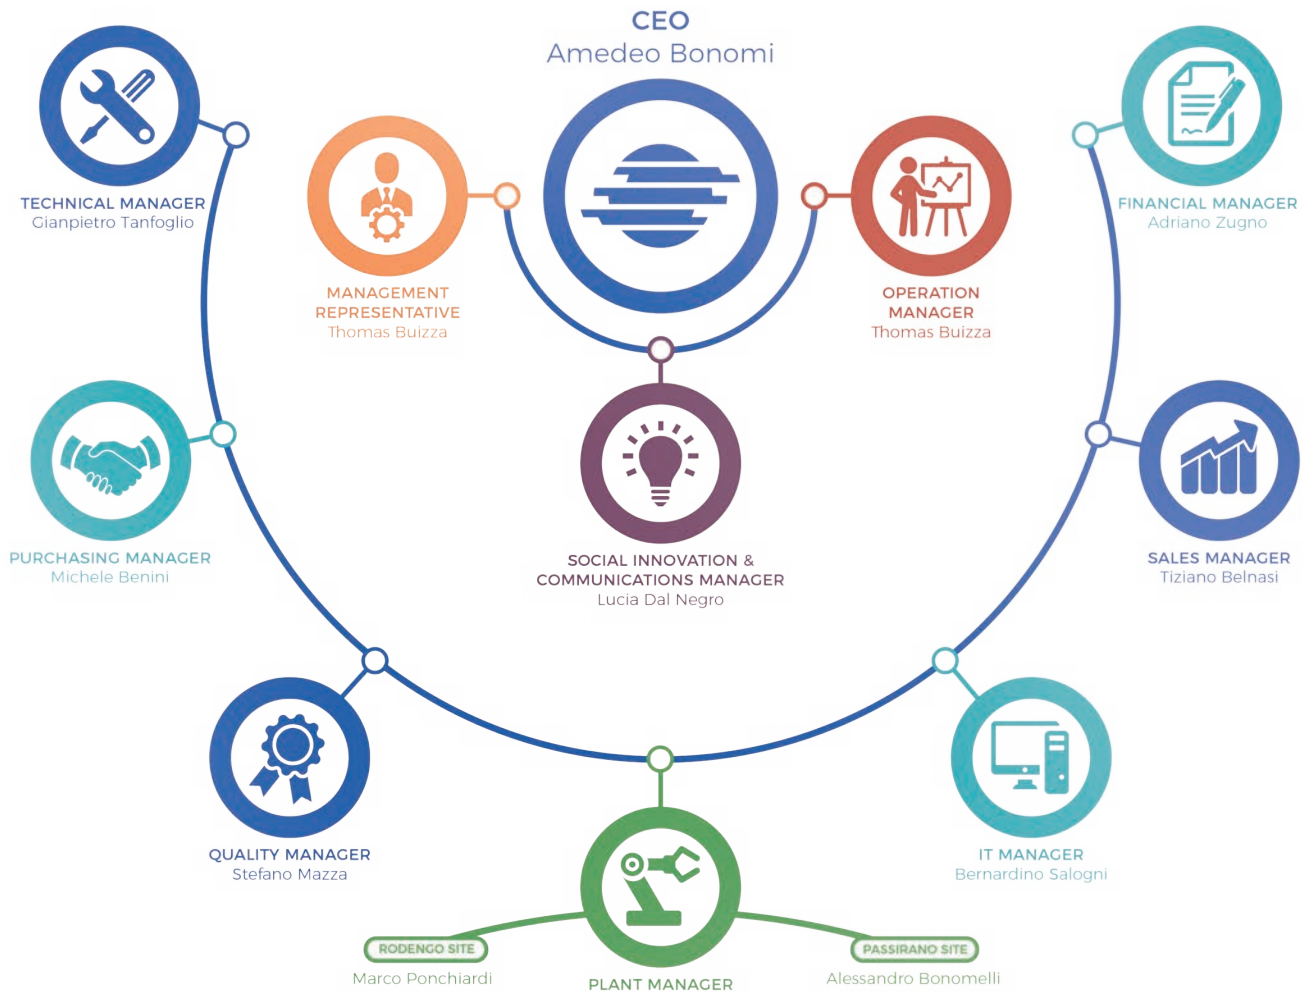 CEO
Amedeo Bonomi
TECHNICAL MANAGER
Gianpietro Tanfoglio
FINANCIAL MANAGER
Adriano Zugno
MANAGEMENT
REPRESENTATIVE
Thomas Buizza
OPERATION
MANAGER
Thomas Buizza
PURCHASING MANAGER
Michele Benini
SOCIAL INNOVATION &
COMMUNICATIONS MANAGER
Lucia Dal Negro
SALES MANAGER
Tiziano Belnasi
QUALITY MANAGER
Stefano Mazza
IT MANAGER
Bernardino Salogni
RODENGO SITE
Marco Ponchiardi
PLANT MANAGER
PASSIRANO SITE
Alessandro Bonomelli